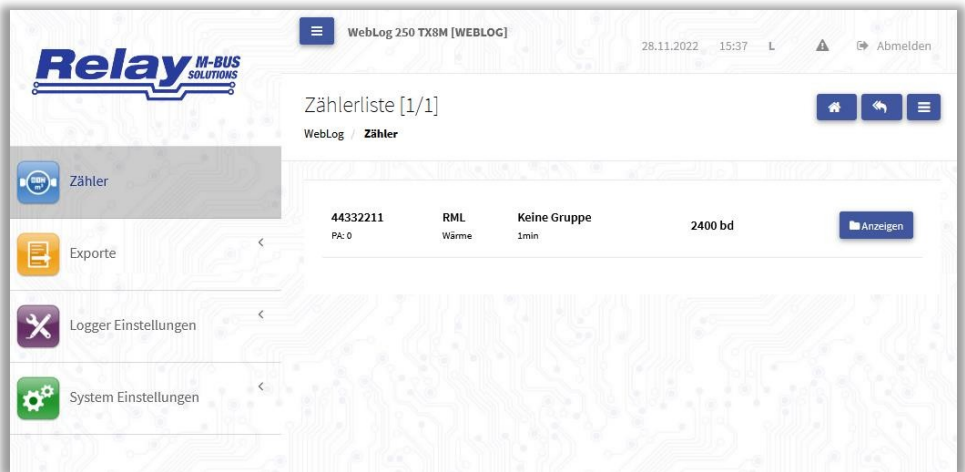 Relay M-BUS SOLUTIONS
WebLog 250 TX8M [WEBLOG]
28.11.2022 15:37 L Abmelden
Zählerliste [1/1]
WebLog / Zähler
Zähler
Exporte
Logger Einstellungen
System Einstellungen
44332211 RML Keine Gruppe 2400 bd Anzeigen
PA: 0 Wärme 1min